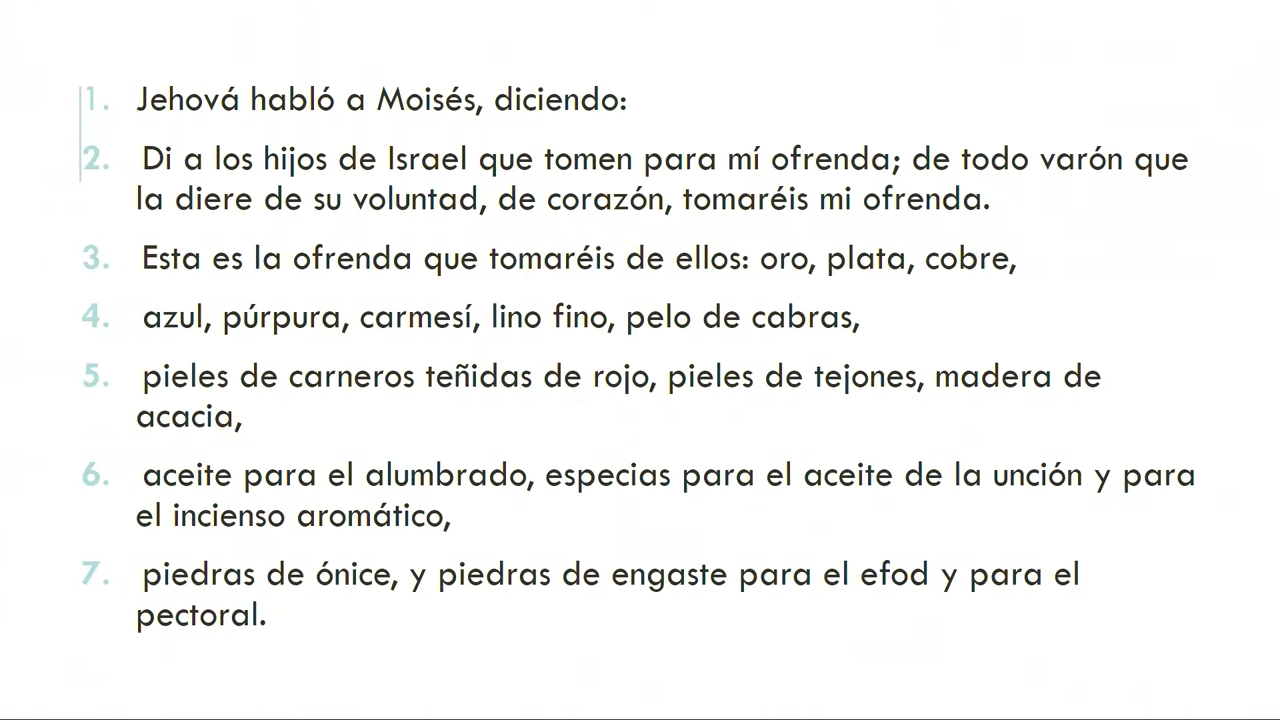 1. Jehová habló a Moisés, diciendo:
2. Di a los hijos de Israel que tomen para mí ofrenda; de todo varón que
la diere de su voluntad, de corazón, tomaréis mi ofrenda.
3. Esta es la ofrenda que tomaréis de ellos: oro, plata, cobre,
4. azul, púrpura, carmesí, lino fino, pelo de cabras,
5. pieles de carneros teñidas de rojo, pieles de tejones, madera de
acacia,
6. aceite para el alumbrado, especias para el aceite de la unción y para
el incienso aromático,
7. piedras de ónice, y piedras de engaste para el efod y para el
pectoral.